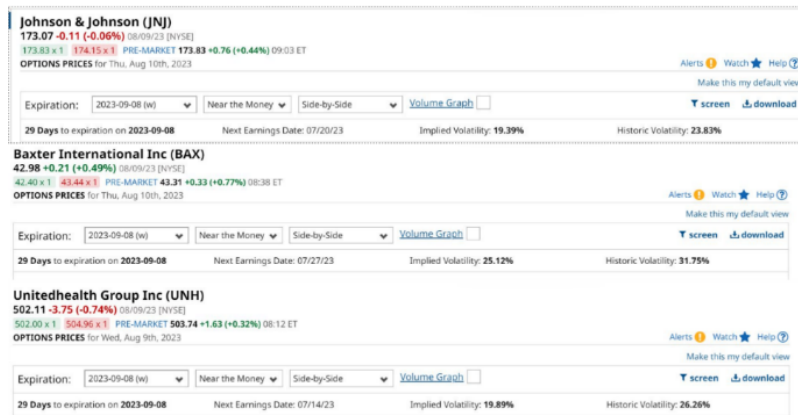 Johnson & Johnson (JNJ)
173.07 -0.11 (-0.06%) 08/09/23 [NYSE]
173.83 x 1 174.15 x 1 PRE-MARKET 173.83 +0.76 (+0.44%) 09:03 ET
OPTIONS PRICES for Thu, Aug 10th, 2023
Alerts ! Watch Help ?
Make this my default view
Expiration: 2023-09-08 (w) Near the Money Side-by-Side Volume Graph screen download
29 Days to expiration on 2023-09-08 Next Earnings Date: 07/20/23 Implied Volatility: 19.39% Historic Volatility: 23.83%
Baxter International Inc (BAX)
42.98 +0.21 (+0.49%) 08/09/23 [NYSE]
42.40 x 1 43.44 x 1 PRE-MARKET 43.31 +0.33 (+0.77%) 08:38 ET
OPTIONS PRICES for Thu, Aug 10th, 2023
Alerts ! Watch Help ?
Make this my default view
Expiration: 2023-09-08 (w) Near the Money Side-by-Side Volume Graph screen download
29 Days to expiration on 2023-09-08 Next Earnings Date: 07/27/23 Implied Volatility: 25.12% Historic Volatility: 31.75%
Unitedhealth Group Inc (UNH)
502.11 -3.75 (-0.74%) 08/09/23 [NYSE]
502.00 x 1 504.96 x 1 PRE-MARKET 503.74 +1.63 (+0.32%) 08:12 ET
OPTIONS PRICES for Wed, Aug 9th, 2023
Alerts ! Watch Help ?
Make this my default view
Expiration: 2023-09-08 (w) Near the Money Side-by-Side Volume Graph screen download
29 Days to expiration on 2023-09-08 Next Earnings Date: 07/14/23 Implied Volatility: 19.89% Historic Volatility: 26.26%